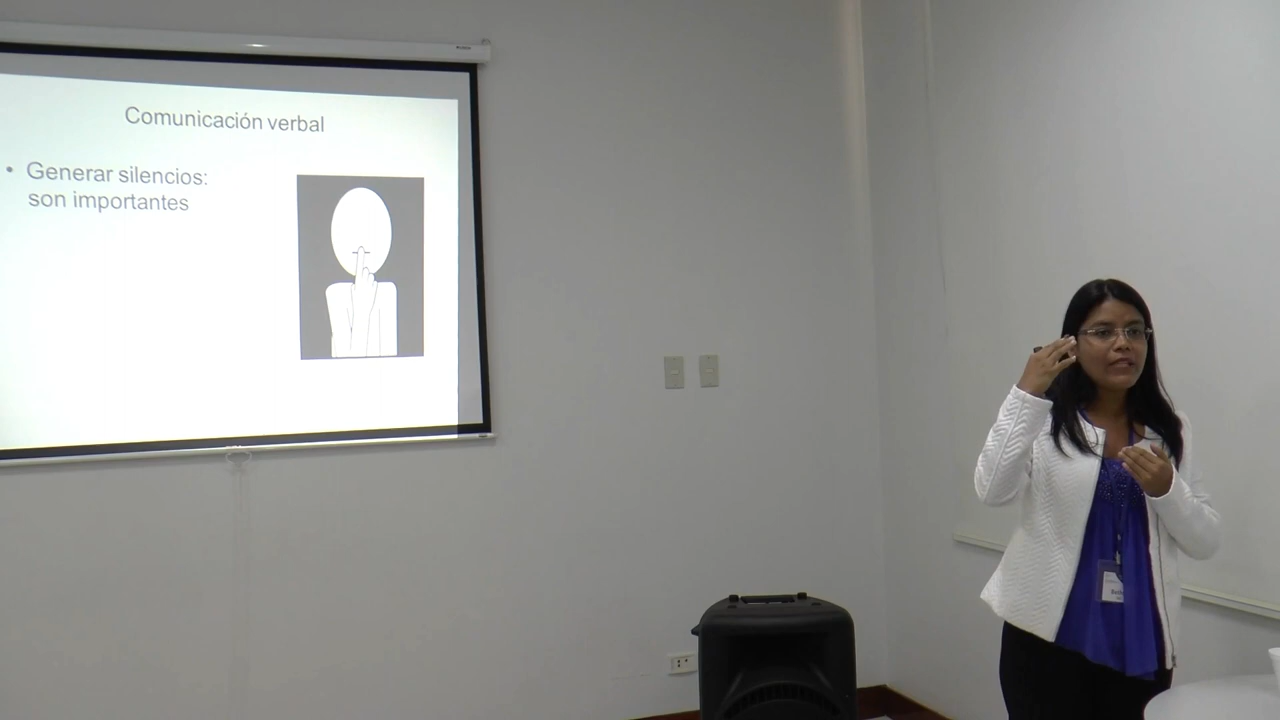 Comunicación verbal
• Generar silencios:
son importantes